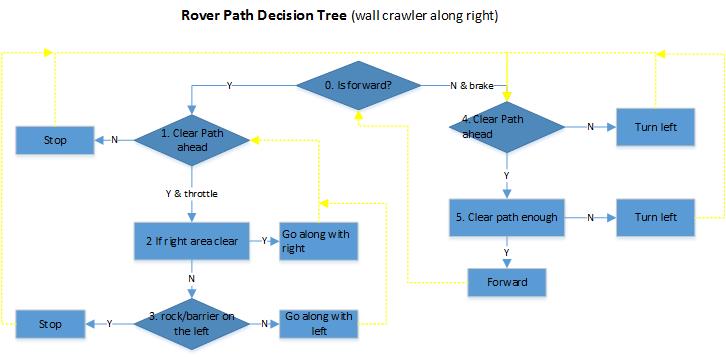 Rover Path Decision Tree (wall crawler along right)
0. Is forward?
Y
N & brake
1. Clear Path
ahead
N
Stop
4. Clear Path
ahead
N
Turn left
Y & throttle
Y
2 If right area clear
Y
Go along with
right
5. Clear path enough
N
Turn left
N
Y
Forward
3. rock/barrier on
the left
Y
Stop
N
Go along with
left